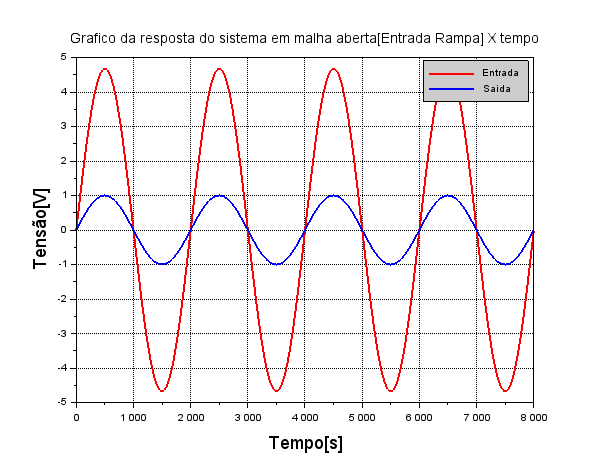 Grafico da resposta do sistema em malha aberta[Entrada Rampa] X tempo
Entrada
Saída
5
4
3
2
1
0
-1
-2
-3
-4
-5
Tensão[V]
0 1 000 2 000 3 000 4 000 5 000 6 000 7 000 8 000
Tempo[s]